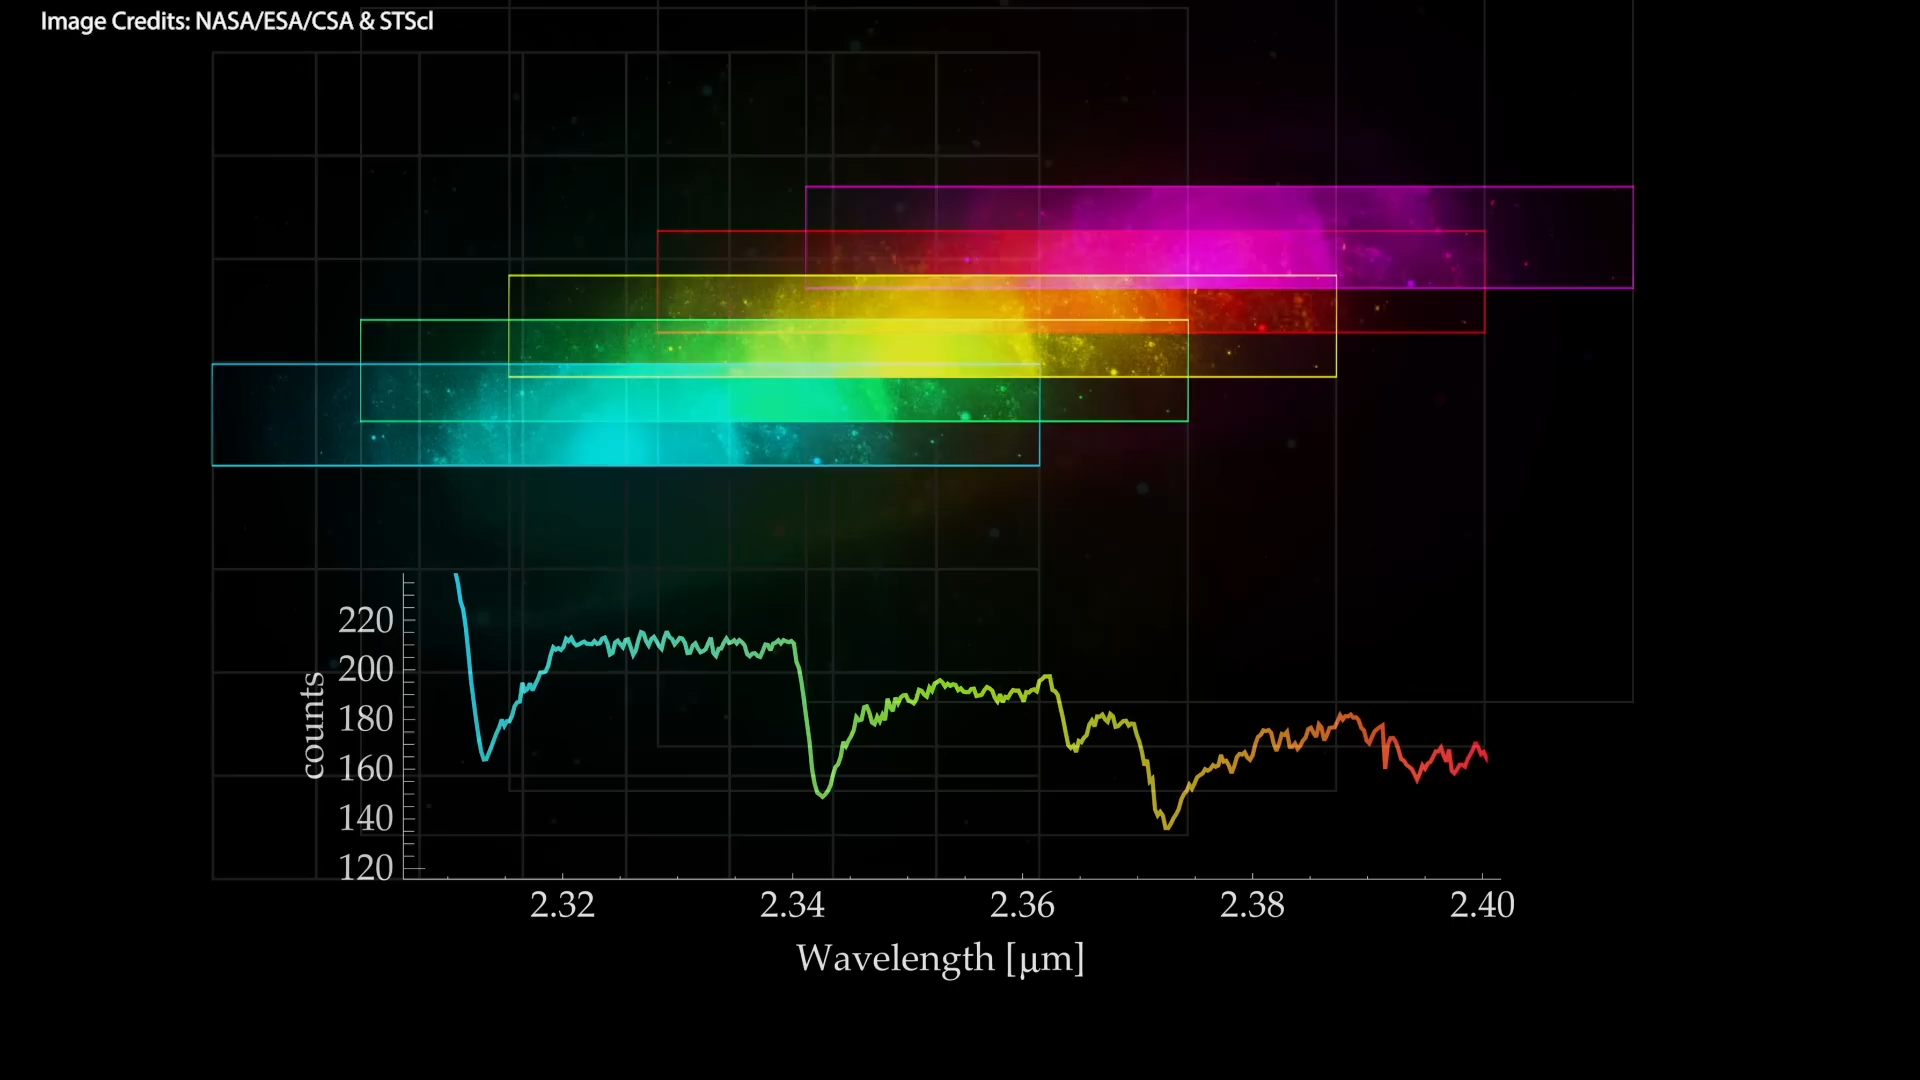 Image Credits: NASA/ESA/CSA & STScl
220
200
180
160
140
120
counts
2.32 2.34 2.36 2.38 2.40
Wavelength [μm]